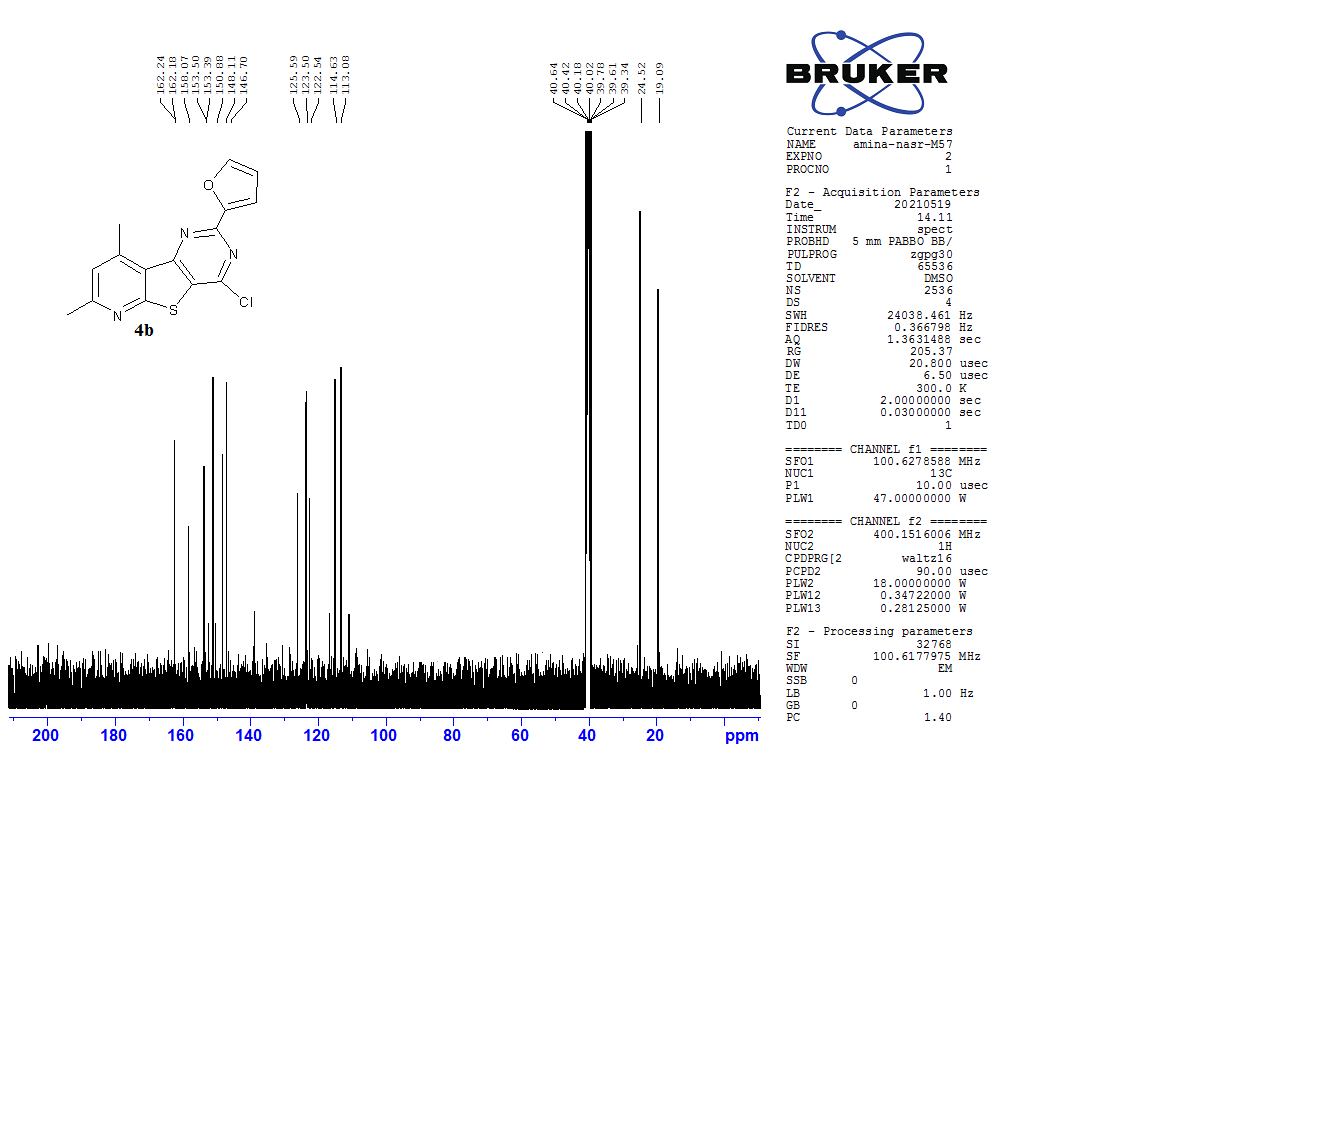 162.24
162.18
158.07
153.50
153.39
150.88
148.11
146.70
125.59
123.50
122.54
114.63
113.08
40.64
40.42
40.18
40.02
39.78
39.61
39.34
24.52
19.09
O
N
N
Cl
S
N
4b
200 180 160 140 120 100 80 60 40 20 ppm
BRUKER
Current Data Parameters
NAME amina-nasr-M57
EXPNO 2
PROCNO 1
F2 - Acquisition Parameters
Date_ 20210519
Time 14.11
INSTRUM spect
PROBHD 5 mm PABBO BB/
PULPROG zgpg30
TD 65536
SOLVENT DMSO
NS 2536
DS 4
SWH 24038.461 Hz
FIDRES 0.366798 Hz
AQ 1.3631488 sec
RG 205.37
DW 20.800 usec
DE 6.50 usec
TE 300.0 K
D1 2.00000000 sec
D11 0.03000000 sec
TD0 1
======== CHANNEL f1 ========
SFO1 100.6278588 MHz
NUC1 13C
P1 10.00 usec
PLW1 47.00000000 W
======== CHANNEL f2 ========
SFO2 400.1516006 MHz
NUC2 1H
CPDPRG[2 waltz16
PCPD2 90.00 usec
PLW2 18.00000000 W
PLW12 0.34722000 W
PLW13 0.28125000 W
F2 - Processing parameters
SI 32768
SF 100.6177975 MHz
WDW EM
SSB 0
LB 1.00 Hz
GB 0
PC 1.40